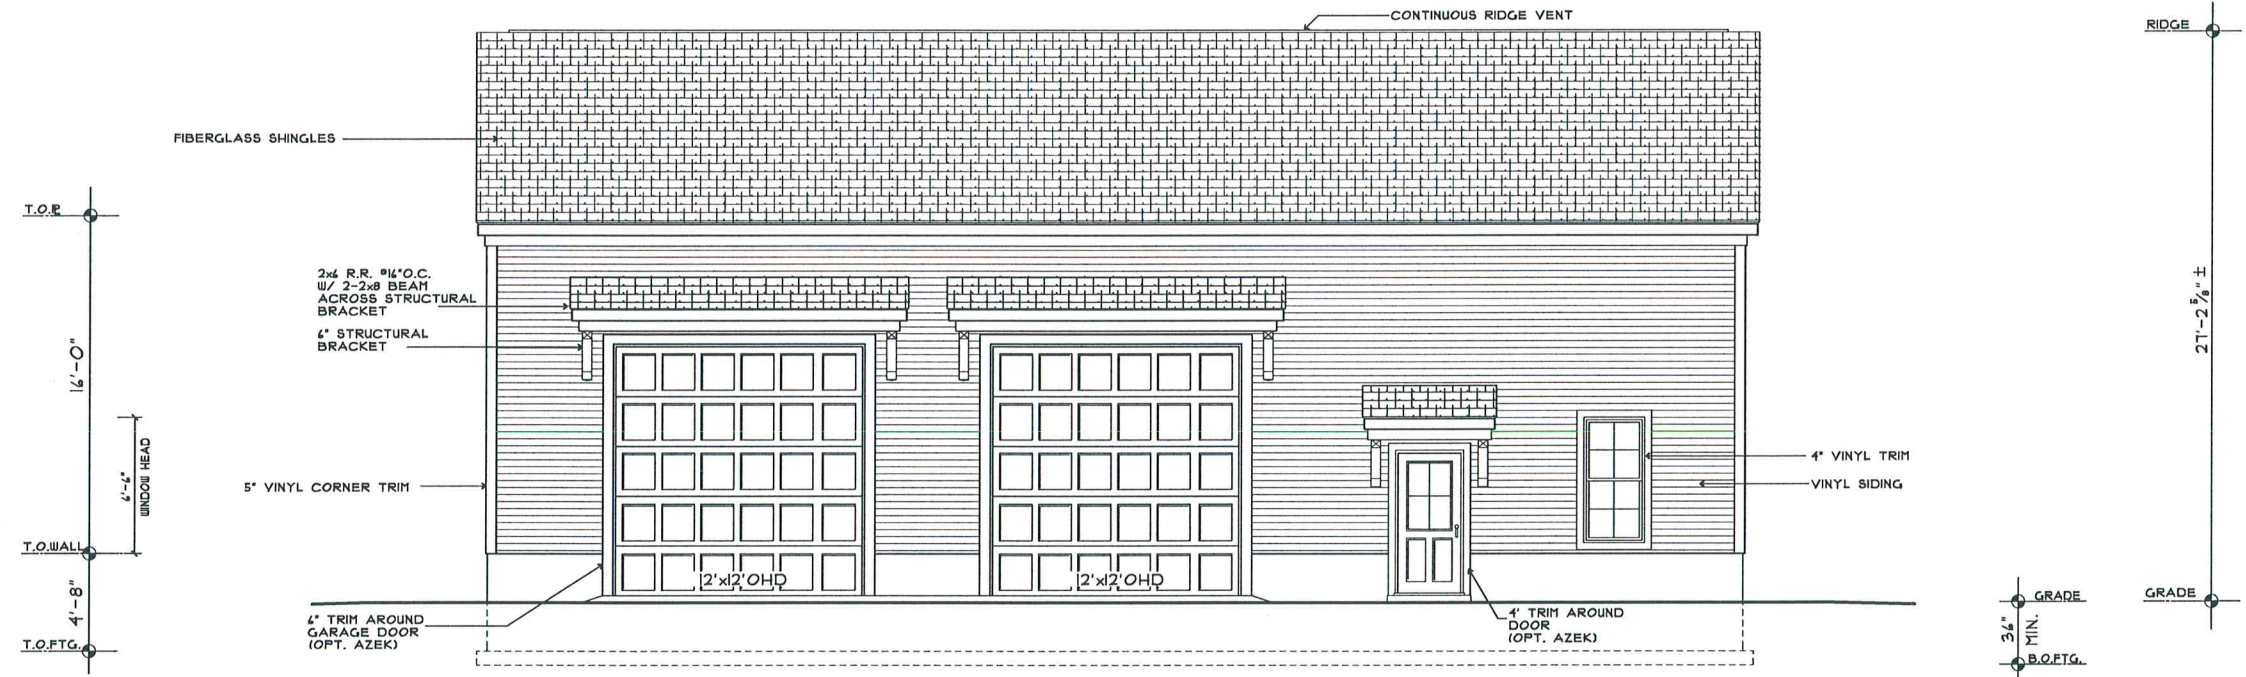 CONTINUOUS RIDGE VENT
RIDGE
FIBERGLASS SHINGLES
T.O.P.
2x6 R.R. @16"O.C.
W/ 2-2x8 BEAM
ACROSS STRUCTURAL
BRACKET
6" STRUCTURAL
BRACKET
16'-0"
27'-2 5/8" ±
6'-6"
WINDOW HEAD
5" VINYL CORNER TRIM
4" VINYL TRIM
VINYL SIDING
T.O.WALL
12'x12'OHD
12'x12'OHD
4'-8"
6" TRIM AROUND
GARAGE DOOR
(OPT. AZEK)
4' TRIM AROUND
DOOR
(OPT. AZEK)
GRADE
GRADE
36"
MIN.
T.O.FTG.
B.O.FTG.